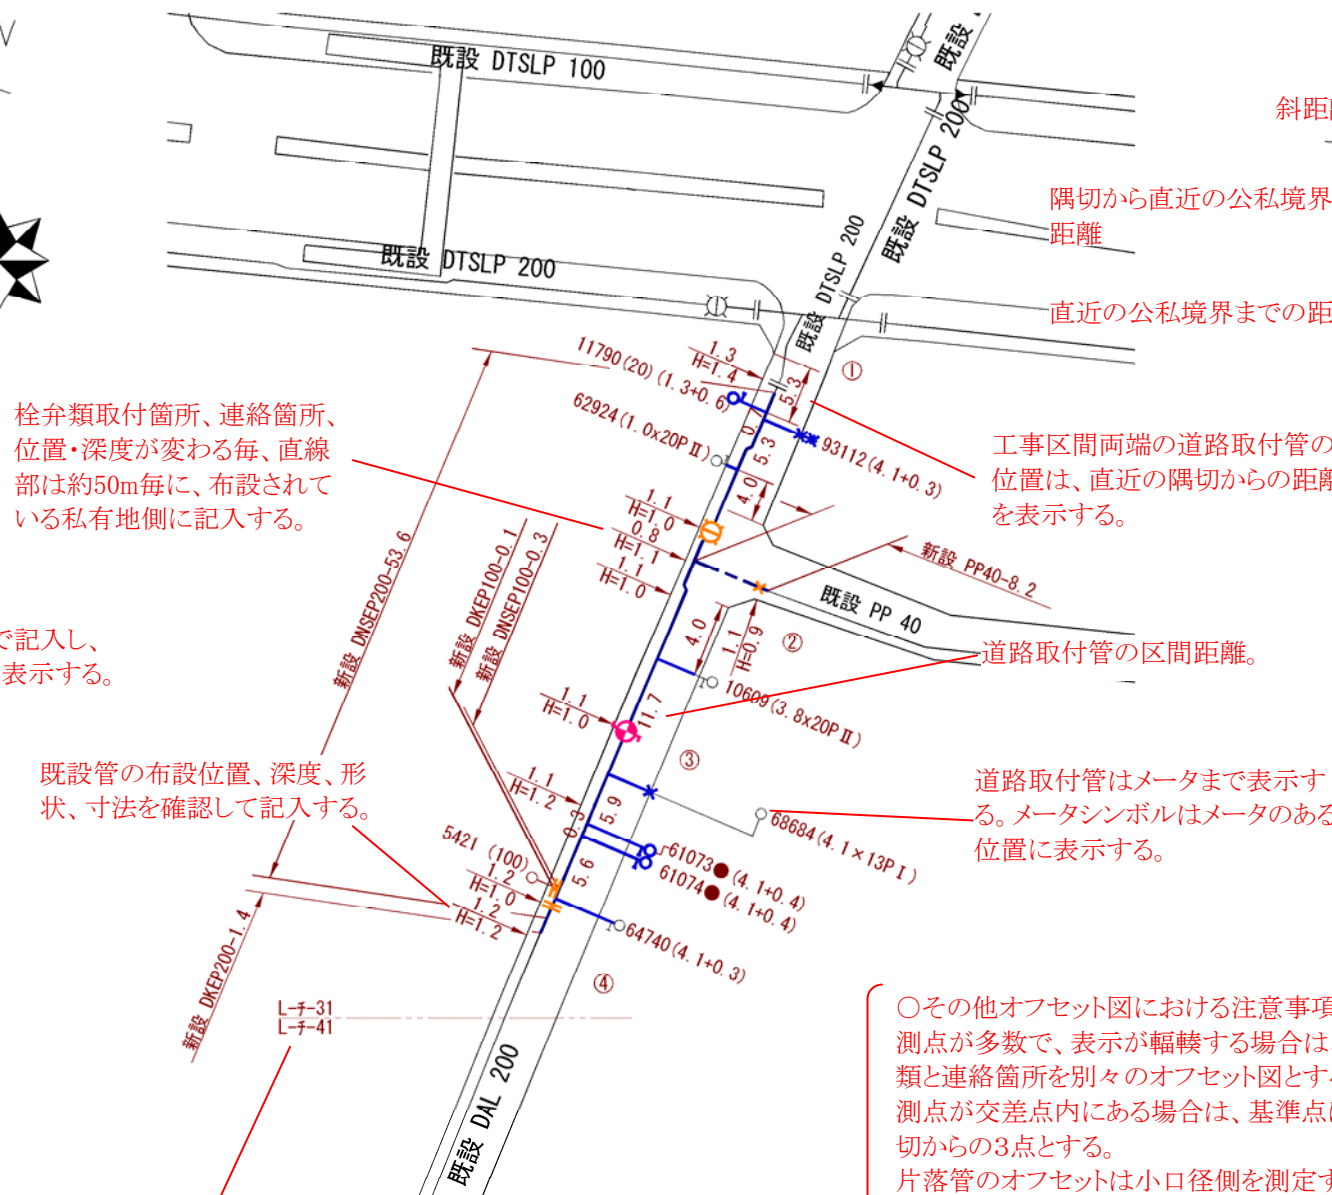 既設 DTSLP 100
既設
斜距
既設 DTSLP 200
隅切から直近の公私境界
距離
既設 DTSLP 200
既設 DTSLP 200
直近の公私境界までの距
11790(20)(1.3+0.6)
1.3
H=1.4
5.3
①
62924(1.0x20PⅡ)
0.7
5.3
93112(4.1+0.3)
栓弁類取付箇所、連絡箇所、
位置・深度が変わる毎、直線
部は約50m毎に、布設されて
いる私有地側に記入する。
工事区間両端の道路取付管の
位置は、直近の隅切からの距離
を表示する。
4.0
1.1
H=1.0
0.8
H=1.1
1.1
H=1.0
新設 DNSEP200-53.6
新設 DKEP100-0.1
新設 DNSEP100-0.3
新設 PP40-8.2
既設 PP 40
で記入し、
表示する。
4.0
1.1
H=0.9
②
道路取付管の区間距離。
10609(3.8x20PⅡ)
1.1
H=1.0
11.7
③
既設管の布設位置、深度、形
状、寸法を確認して記入する。
1.1
H=1.2
道路取付管はメータまで表示す
る。メータシンボルはメータのある
位置に表示する。
5.9
0.3
68684(4.1×13PⅠ)
5421 (100)
61073●(4.1+0.4)
61074●(4.1+0.4)
5.6
1.2
H=1.0
1.2
H=1.2
64740(4.1+0.3)
新設 DKEP200-1.4
④
L-チ-31
L-チ-41
既設 DAL 200
○その他オフセット図における注意事項
測点が多数で、表示が輻輳する場合は
類と連絡箇所を別々のオフセット図とす
測点が交差点内にある場合は、基準点
切からの3点とする。
片落管のオフセットは小口径側を測定す